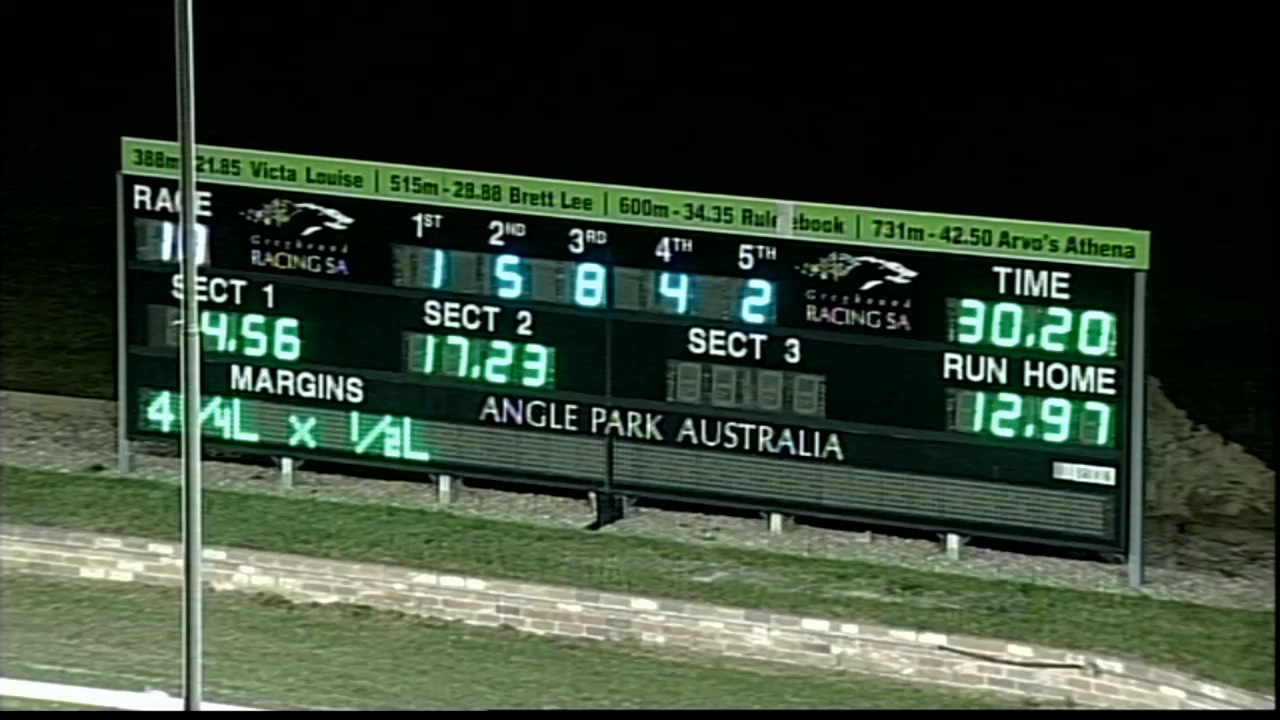 388m - 21.85 Victa Louise | 515m - 28.88 Brett Lee | 600m - 34.35 Rulebook | 731m - 42.50 Arvo's Athena
RACE 1ST 2ND 3RD 4TH 5TH TIME
10 Greyhound RACING SA 1 5 8 4 2 Greyhound RACING SA 30.20
SECT 1 SECT 2 SECT 3 RUN HOME
4.56 17.23 12.97
MARGINS ANGLE PARK AUSTRALIA
4 1/4L x 1/2L